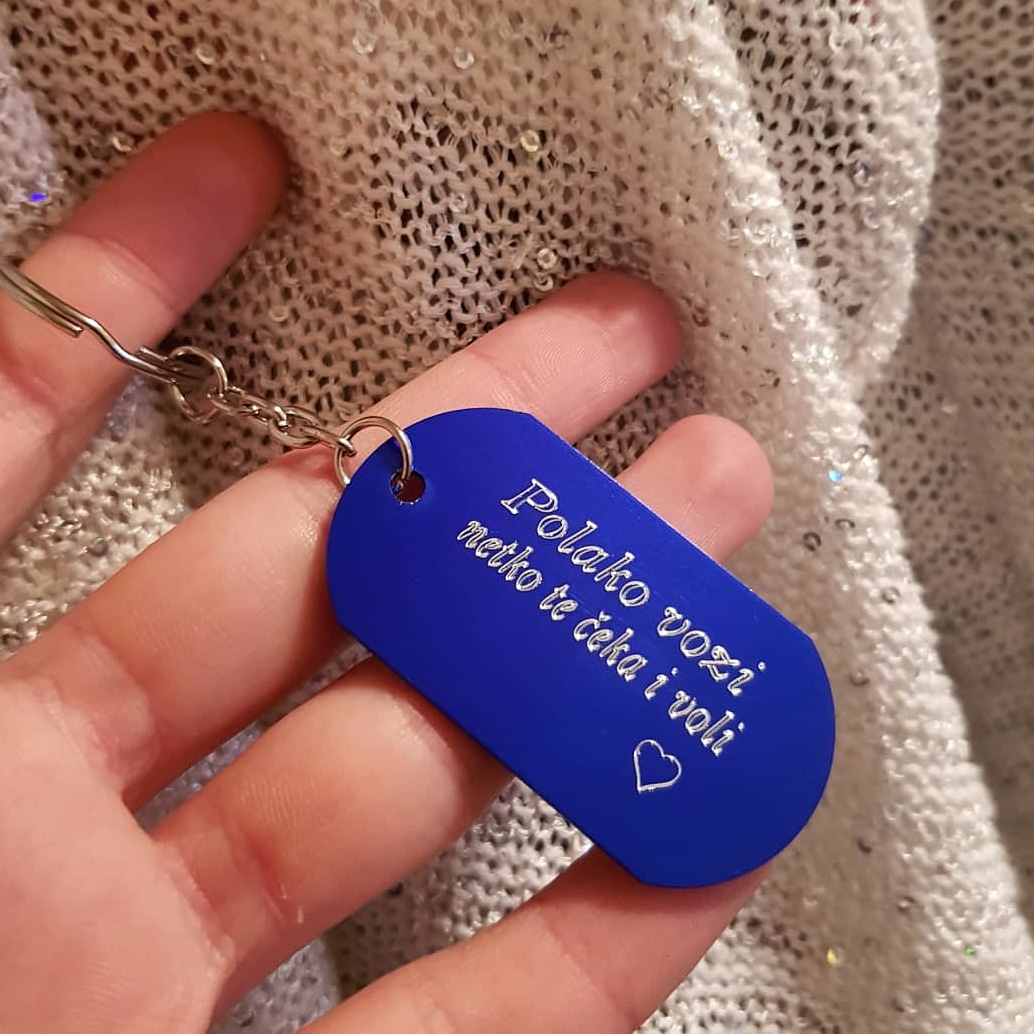 Polako vozi
netko te čeka i voli